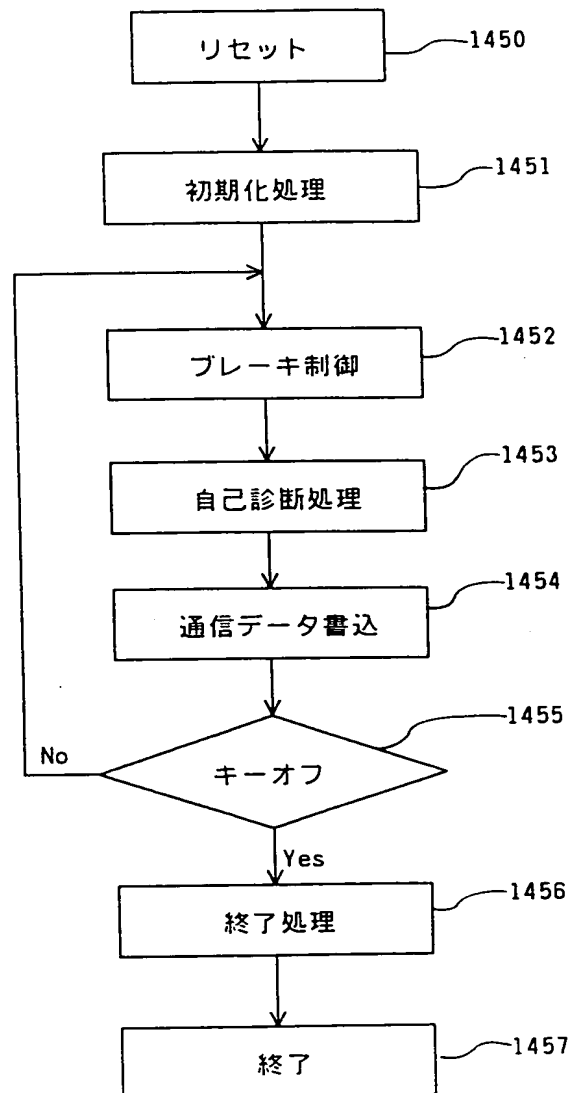 リセット
1450
初期化処理
1451
ブレーキ制御
1452
自己診断処理
1453
通信データ書込
1454
キーオフ
1455
No
Yes
終了処理
1456
終了
1457